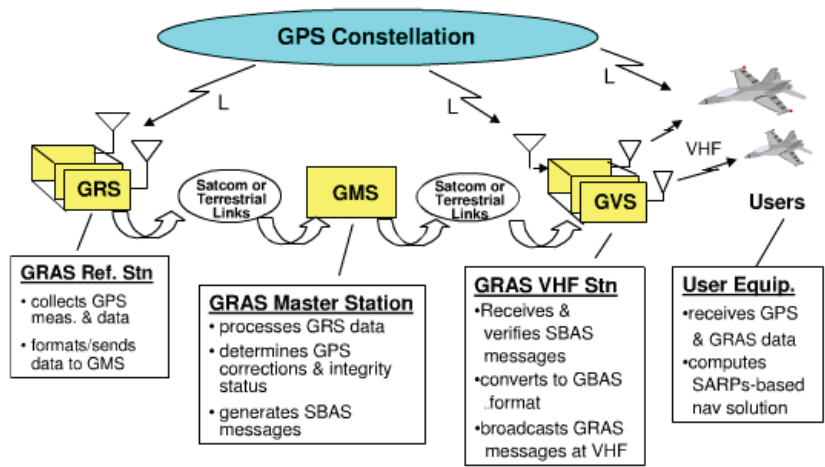 GPS Constellation
L
L
L
GRS
Satcom or
Terrestrial
Links
GMS
Satcom or
Terrestrial
Links
GVS
VHF
Users
GRAS Ref. Stn
• collects GPS
meas. & data
• formats/sends
data to GMS
GRAS Master Station
• processes GRS data
• determines GPS
corrections & integrity
status
• generates SBAS
messages
GRAS VHF Stn
•Receives &
verifies SBAS
messages
•converts to GBAS
..format
•broadcasts GRAS
messages at VHF
User Equip.
•receives GPS
& GRAS data
•computes
SARPs-based
nav solution